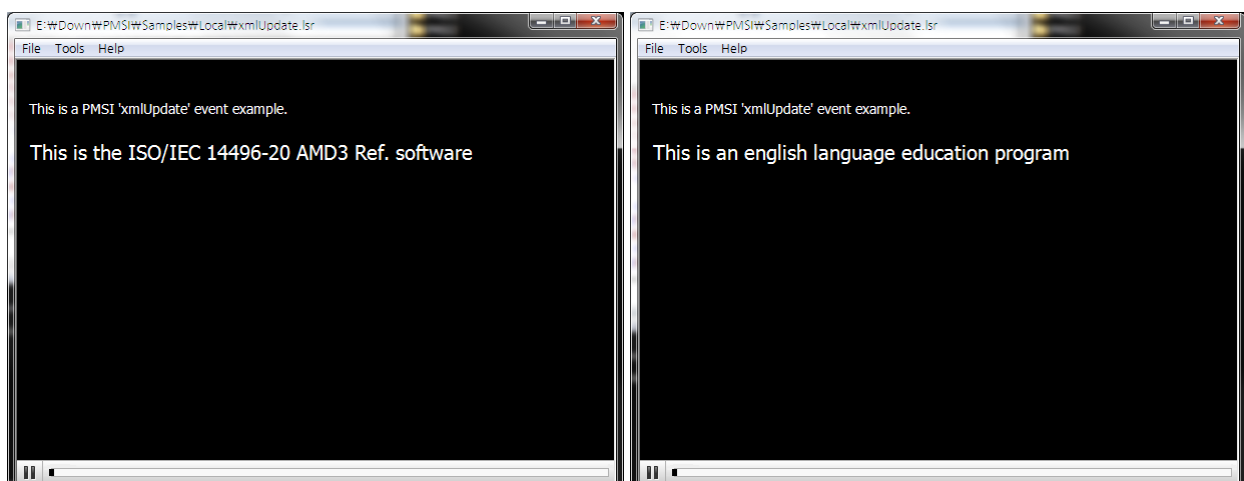 E:₩Down₩PMSI₩Samples₩Local₩xmlUpdate.lsr
File Tools Help
This is a PMSI 'xmlUpdate' event example.
This is the ISO/IEC 14496-20 AMD3 Ref. software
E:₩Down₩PMSI₩Samples₩Local₩xmlUpdate.lsr
File Tools Help
This is a PMSI 'xmlUpdate' event example.
This is an english language education program